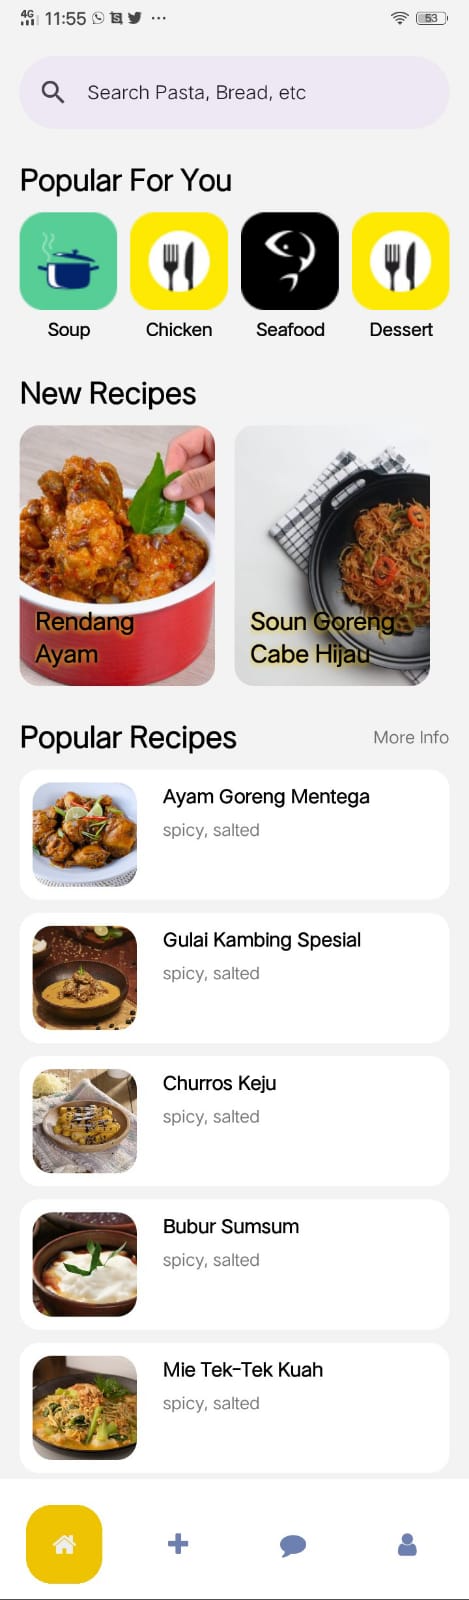 4G 11:55 ... 53
Search Pasta, Bread, etc
Popular For You
Soup Chicken Seafood Dessert
New Recipes
Rendang
Ayam
Soun Goreng
Cabe Hijau
Popular Recipes More Info
Ayam Goreng Mentega
spicy, salted
Gulai Kambing Spesial
spicy, salted
Churros Keju
spicy, salted
Bubur Sumsum
spicy, salted
Mie Tek-Tek Kuah
spicy, salted